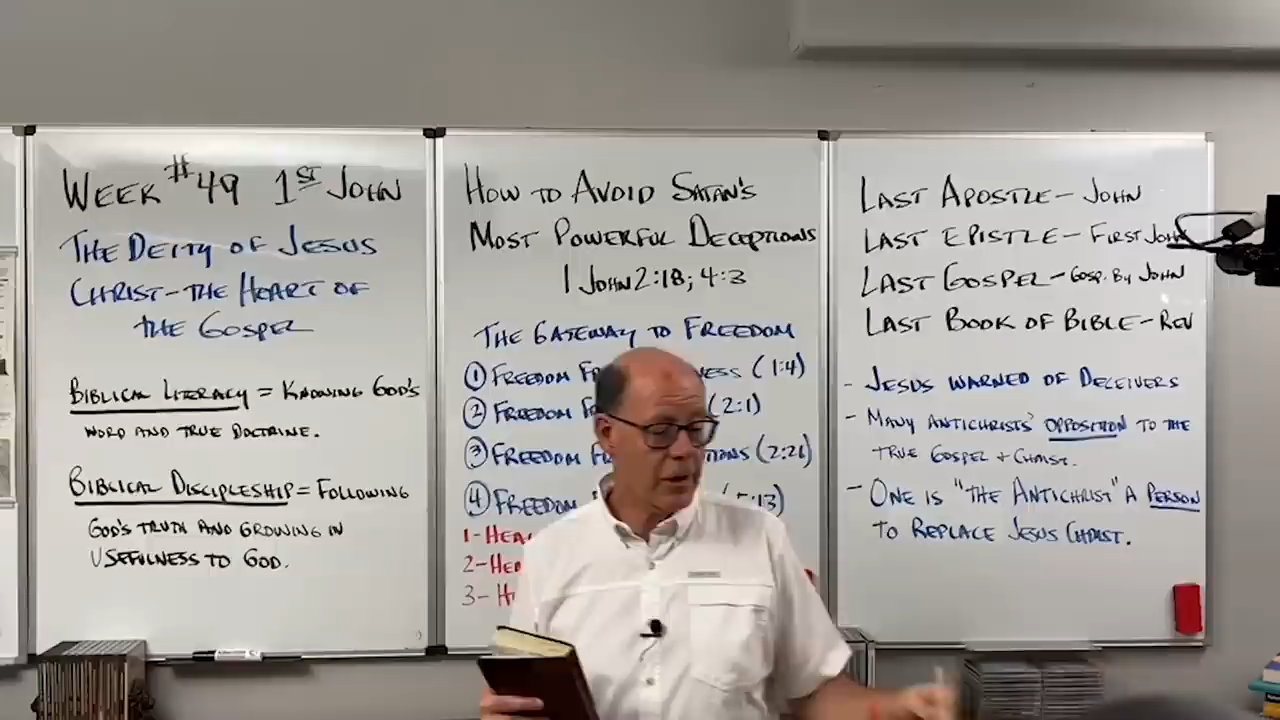 WEEK #49 1ST JOHN
THE DEITY OF JESUS
CHRIST-THE HEART OF
THE GOSPEL
BIBLICAL LITERACY = KNOWING GOD'S
WORD AND TRUE DOCTRINE.
BIBLICAL DISCIPLESHIP = FOLLOWING
GOD'S TRUTH AND GROWING IN
USEFULNESS TO GOD.
HOW TO AVOID SATAN'S
MOST POWERFUL DECEPTIONS
1 JOHN 2:18; 4:3
THE GATEWAY TO FREEDOM
① FREEDOM (1:4)
② FREEDOM (2:1)
③ FREEDOM (2:26)
④ FREEDOM
1-
2-
3-
LAST APOSTLE- JOHN
LAST EPISTLE- FIRST JOHN
LAST GOSPEL- GOSP. BY JOHN
LAST BOOK OF BIBLE- REV
- JESUS WARNED OF DECEIVERS
- MANY ANTICHRISTS' OPPOSITION TO THE
TRUE GOSPEL + CHRIST.
- ONE IS "THE ANTICHRIST" A PERSON
TO REPLACE JESUS CHRIST.